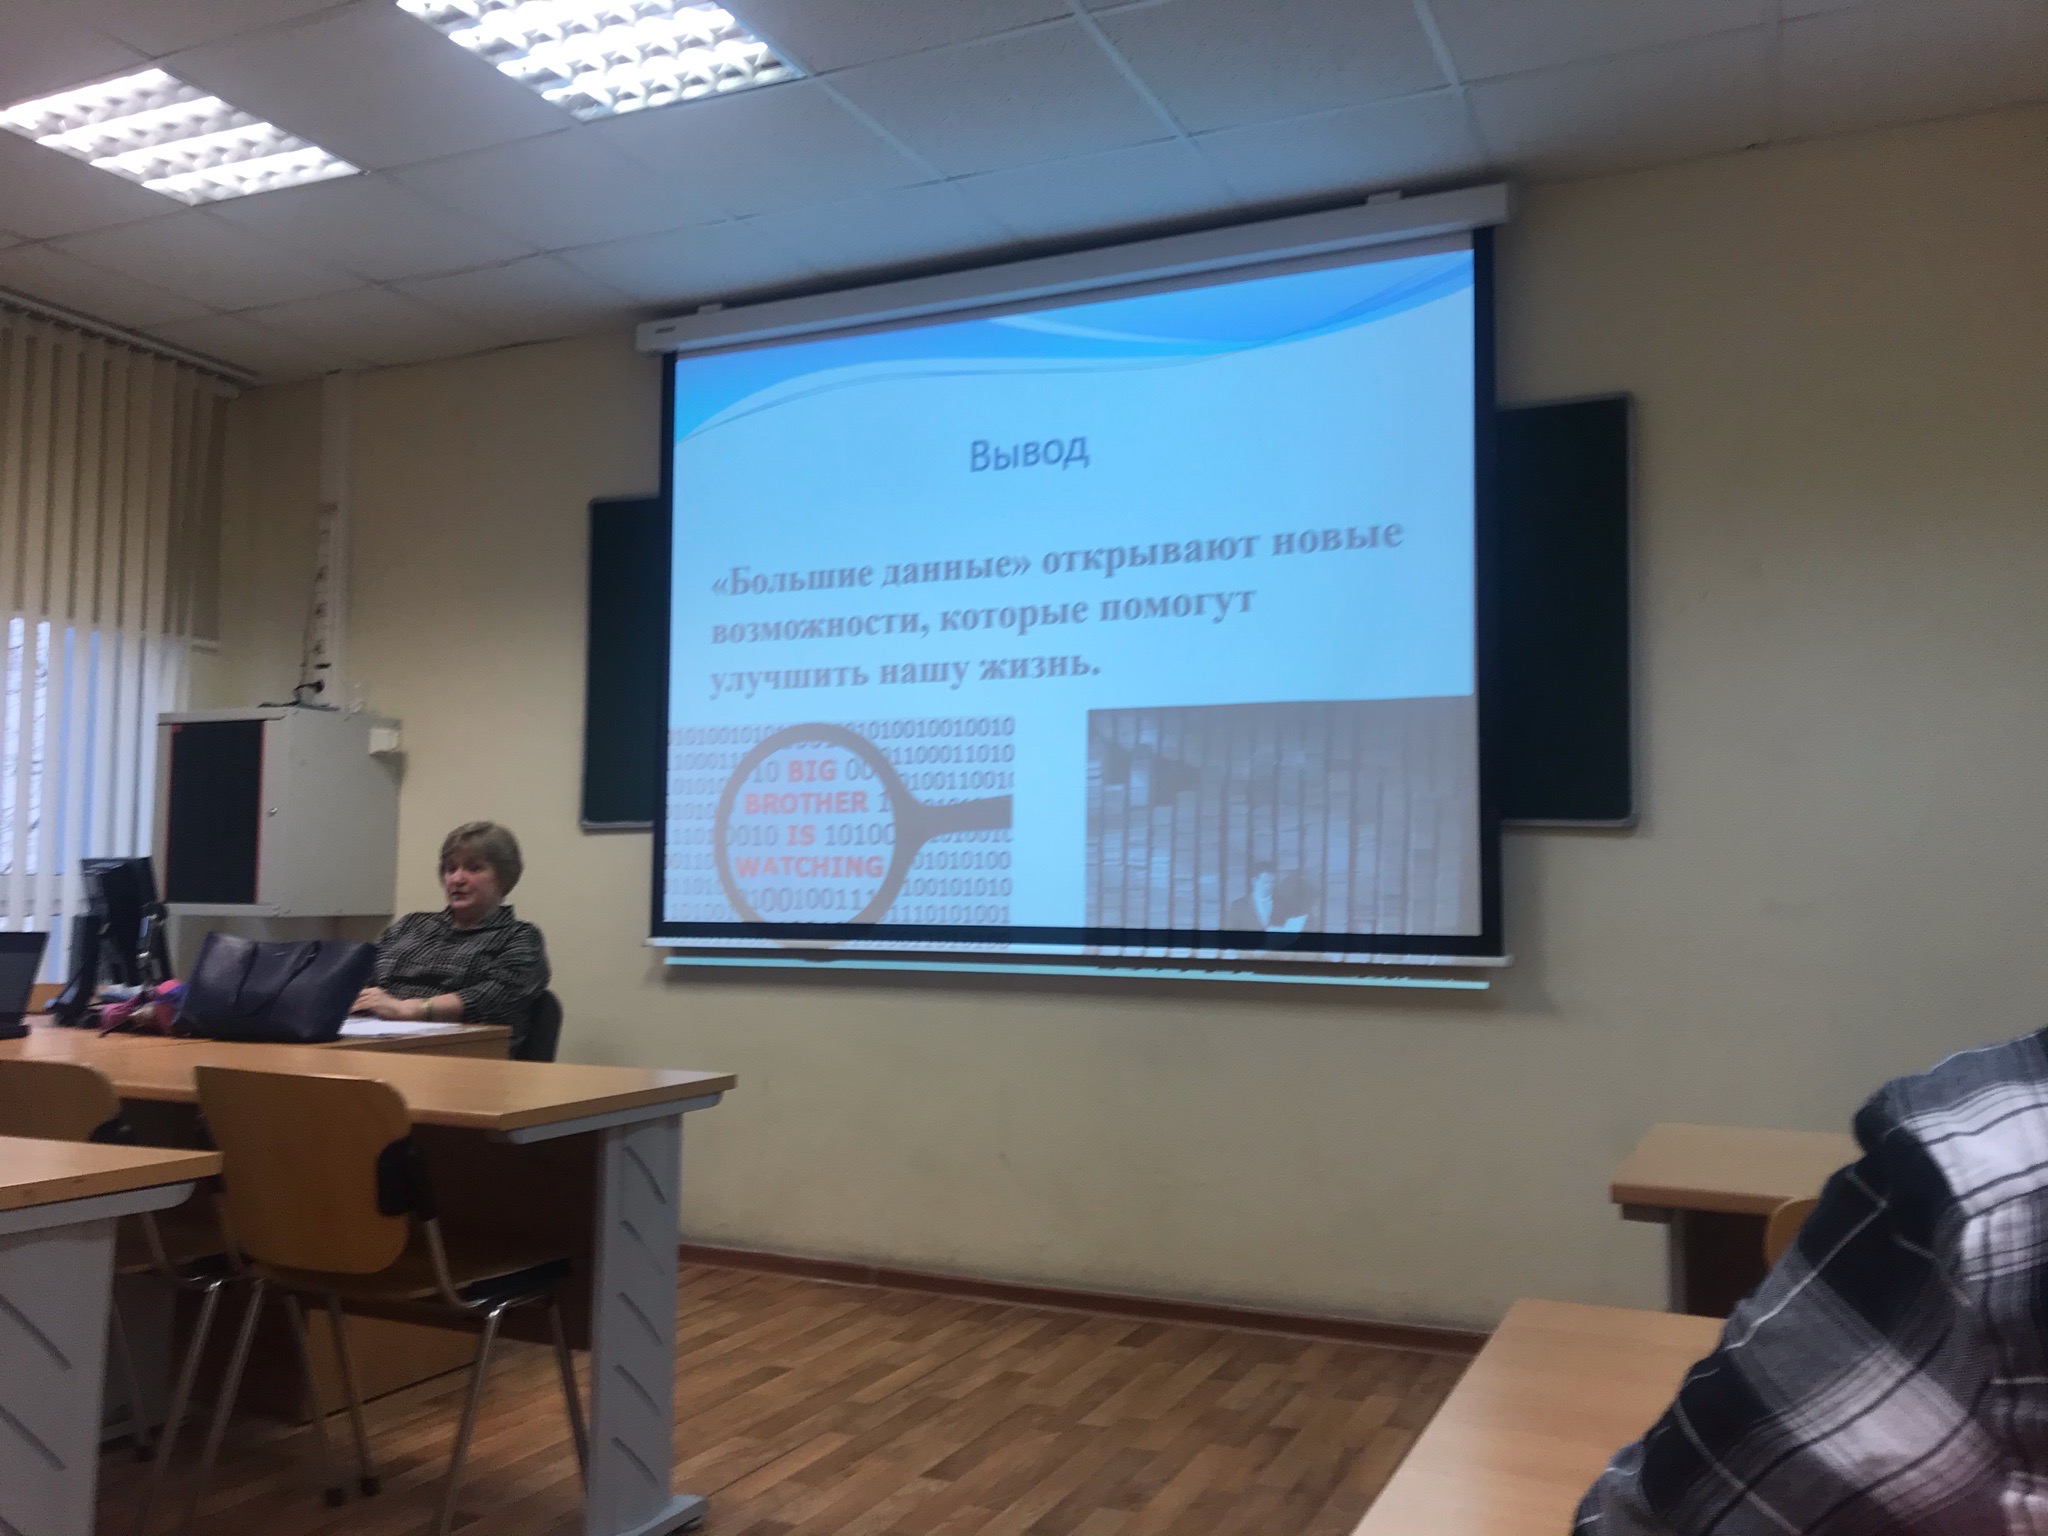 Вывод
«Большие данные» открывают новые
возможности, которые помогут
улучшить нашу жизнь.
BIG
BROTHER
IS
WATCHING